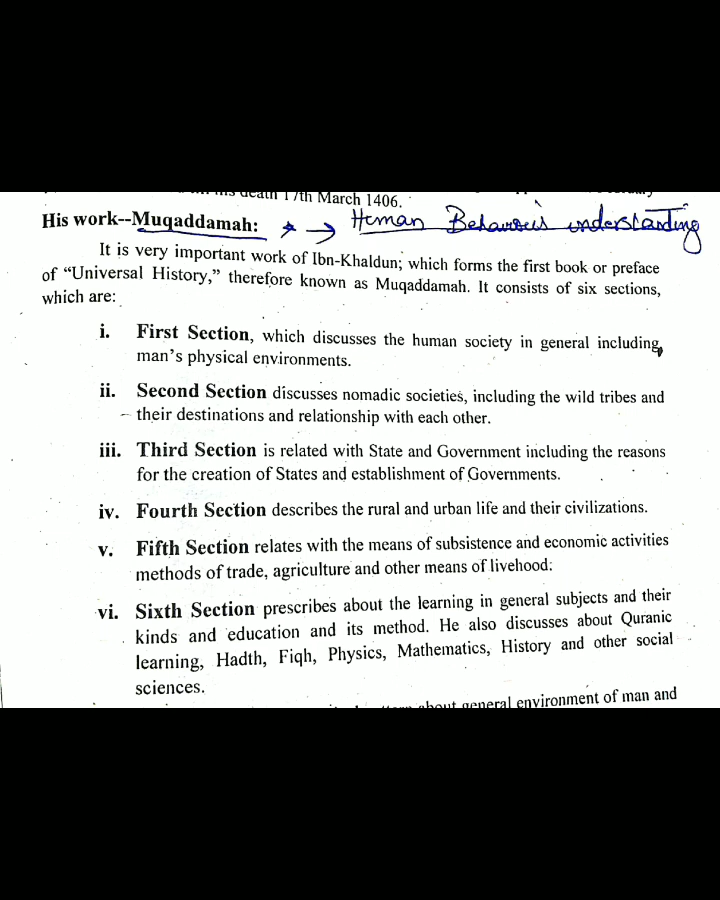 his death 17th March 1406.
His work--Muqaddamah: → Human Behaviour understanding
It is very important work of Ibn-Khaldun; which forms the first book or preface
of “Universal History,” therefore known as Muqaddamah. It consists of six sections,
which are:
i. First Section, which discusses the human society in general including
man’s physical environments.
ii. Second Section discusses nomadic societies, including the wild tribes and
their destinations and relationship with each other.
iii. Third Section is related with State and Government including the reasons
for the creation of States and establishment of Governments.
iv. Fourth Section describes the rural and urban life and their civilizations.
v. Fifth Section relates with the means of subsistence and economic activities
methods of trade, agriculture and other means of livehood:
vi. Sixth Section prescribes about the learning in general subjects and their
kinds and education and its method. He also discusses about Quranic
learning, Hadth, Fiqh, Physics, Mathematics, History and other social
sciences.
about general environment of man and